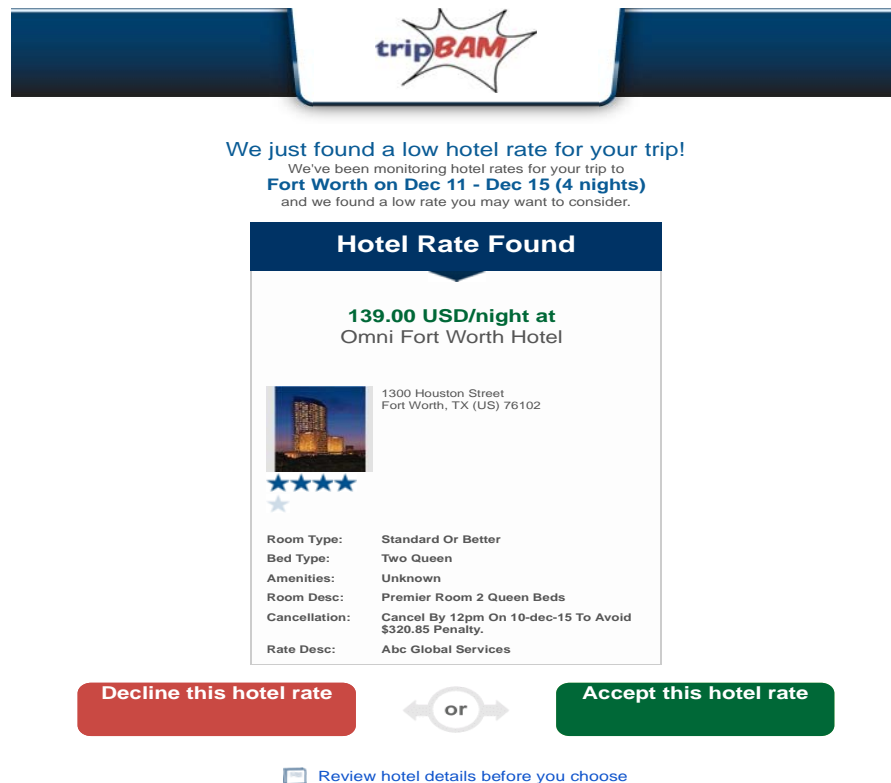 tripBAM
We just found a low hotel rate for your trip!
We've been monitoring hotel rates for your trip to
Fort Worth on Dec 11 - Dec 15 (4 nights)
and we found a low rate you may want to consider.
Hotel Rate Found
139.00 USD/night at
Omni Fort Worth Hotel
1300 Houston Street
Fort Worth, TX (US) 76102
Room Type: Standard Or Better
Bed Type: Two Queen
Amenities: Unknown
Room Desc: Premier Room 2 Queen Beds
Cancellation: Cancel By 12pm On 10-dec-15 To Avoid
$320.85 Penalty.
Rate Desc: Abc Global Services
Decline this hotel rate or Accept this hotel rate
Review hotel details before you choose